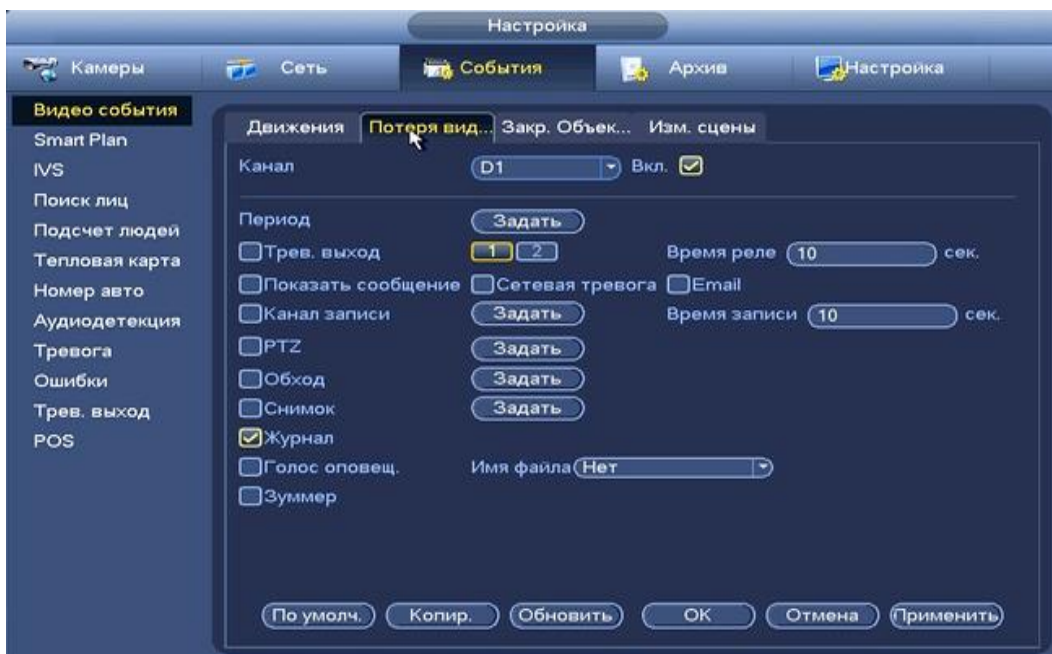 Настройка
Камеры Сеть События Архив Настройка
Видео события
Smart Plan
IVS
Поиск лиц
Подсчет людей
Тепловая карта
Номер авто
Аудиодетекция
Тревога
Ошибки
Трев. выход
POS
Движения Потеря вид... Закр. Объек... Изм. сцены
Канал D1 Вкл.
Период Задать
Трев. выход 1 2 Время реле 10 сек.
Показать сообщение Сетевая тревога Email
Канал записи Задать Время записи 10 сек.
PTZ Задать
Обход Задать
Снимок Задать
Журнал
Голос оповещ. Имя файла Нет
Зуммер
По умолч. Копир. Обновить OK Отмена Применить